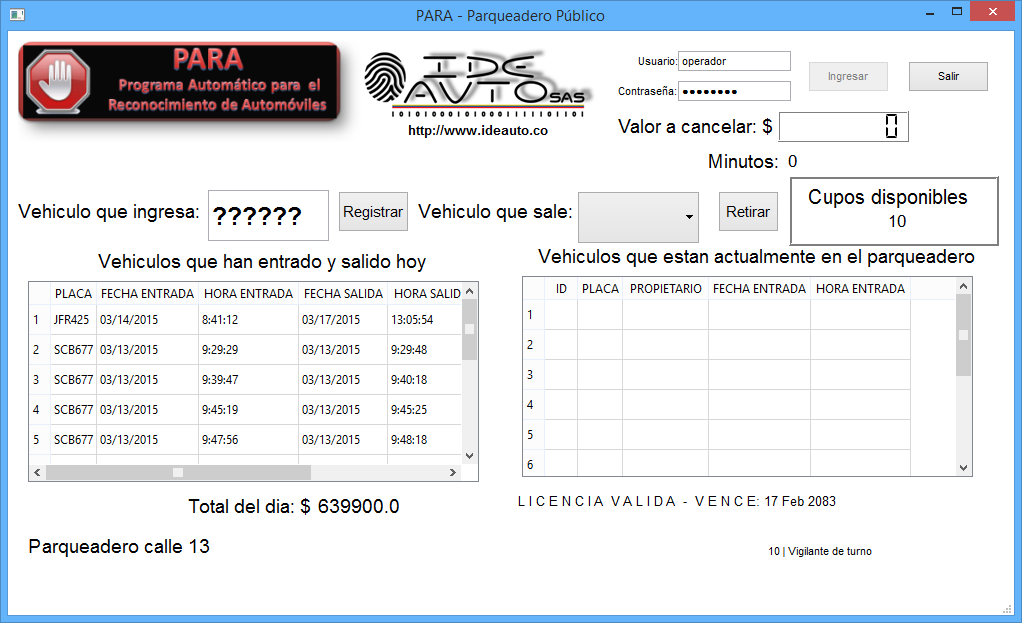 PARA - Parqueadero Público
PARA
Programa Automático para el
Reconocimiento de Automóviles
IDE
AUTO SAS
http://www.ideauto.co
Usuario: operador
Contraseña: ●●●●●●●●
Ingresar
Salir
Valor a cancelar: $ 0
Minutos: 0
Vehiculo que ingresa: ??????
Registrar
Vehiculo que sale:
Retirar
Cupos disponibles
10
Vehiculos que han entrado y salido hoy
PLACA FECHA ENTRADA HORA ENTRADA FECHA SALIDA HORA SALID
1 JFR425 03/14/2015 8:41:12 03/17/2015 13:05:54
2 SCB677 03/13/2015 9:29:29 03/13/2015 9:29:48
3 SCB677 03/13/2015 9:39:47 03/13/2015 9:40:18
4 SCB677 03/13/2015 9:45:19 03/13/2015 9:45:25
5 SCB677 03/13/2015 9:47:56 03/13/2015 9:48:18
Vehiculos que estan actualmente en el parqueadero
ID PLACA PROPIETARIO FECHA ENTRADA HORA ENTRADA
1
2
3
4
5
6
Total del dia: $ 639900.0
L I C E N C I A V A L I D A - V E N C E: 17 Feb 2083
Parqueadero calle 13
10 | Vigilante de turno